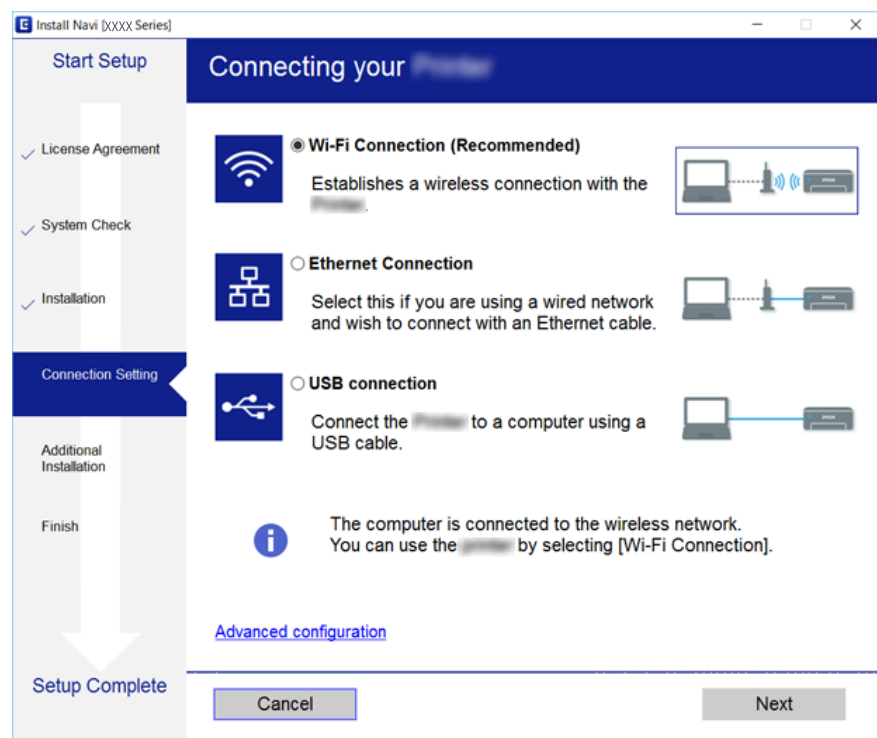 E Install Navi [XXXX Series]
Start Setup
Connecting your
License Agreement
System Check
Installation
Connection Setting
Additional
Installation
Finish
Setup Complete
Wi-Fi Connection (Recommended)
Establishes a wireless connection with the
.
EPSON
Ethernet Connection
Select this if you are using a wired network
and wish to connect with an Ethernet cable.
EPSON
USB connection
Connect the to a computer using a
USB cable.
EPSON
i
The computer is connected to the wireless network.
You can use the by selecting [Wi-Fi Connection].
Advanced configuration
Cancel
Next